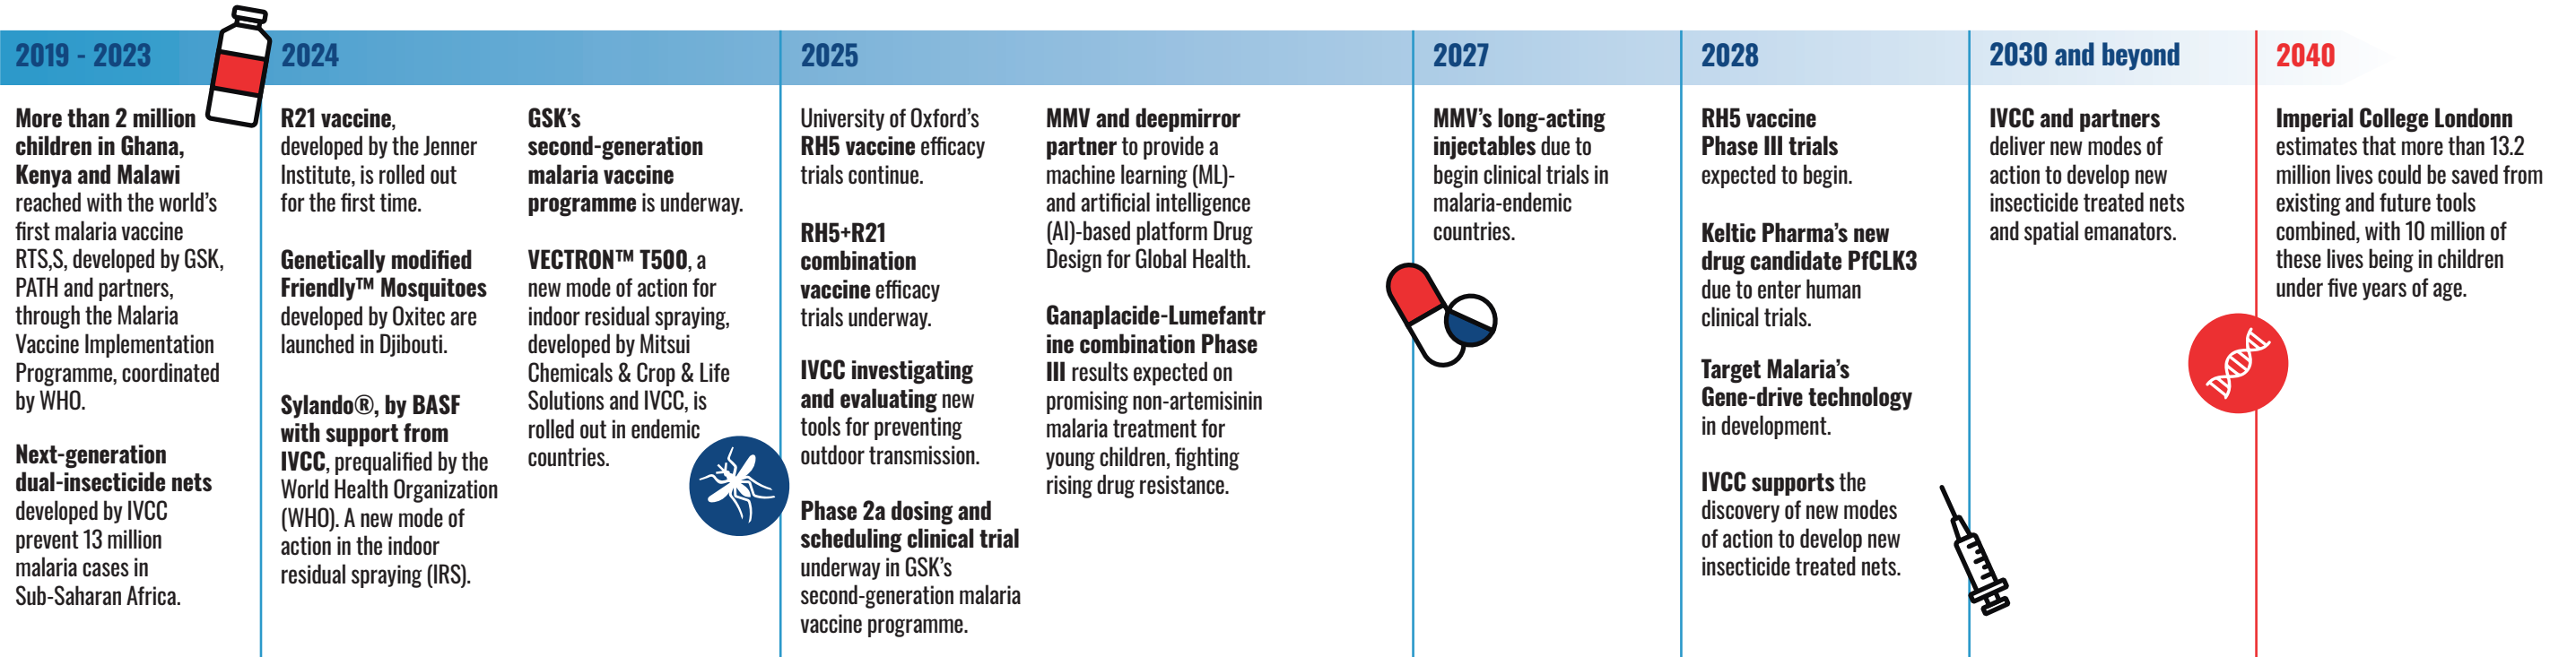 2019 - 2023
More than 2 million
children in Ghana,
Kenya and Malawi
reached with the world's
first malaria vaccine
RTS,S, developed by GSK,
PATH and partners,
through the Malaria
Vaccine Implementation
Programme, coordinated
by WHO.
Next-generation
dual-insecticide nets
developed by IVCC
prevent 13 million
malaria cases in
Sub-Saharan Africa.
2024
R21 vaccine,
developed by the Jenner
Institute, is rolled out
for the first time.
Genetically modified
Friendly™ Mosquitoes
developed by Oxitec are
launched in Djibouti.
Sylando®, by BASF
with support from
IVCC, prequalified by the
World Health Organization
(WHO). A new mode of
action in the indoor
residual spraying (IRS).
GSK's
second-generation
malaria vaccine
programme is underway.
VECTRON™ T500, a
new mode of action for
indoor residual spraying,
developed by Mitsui
Chemicals & Crop & Life
Solutions and IVCC, is
rolled out in endemic
countries.
2025
University of Oxford's
RH5 vaccine efficacy
trials continue.
RH5+R21
combination
vaccine efficacy
trials underway.
IVCC investigating
and evaluating new
tools for preventing
outdoor transmission.
Phase 2a dosing and
scheduling clinical trial
underway in GSK's
second-generation malaria
vaccine programme.
MMV and deepmirror
partner to provide a
machine learning (ML)-
and artificial intelligence
(AI)-based platform Drug
Design for Global Health.
Ganaplacide-Lumefantr
ine combination Phase
III results expected on
promising non-artemisinin
malaria treatment for
young children, fighting
rising drug resistance.
2027
MMV's long-acting
injectables due to
begin clinical trials in
malaria-endemic
countries.
2028
RH5 vaccine
Phase III trials
expected to begin.
Keltic Pharma's new
drug candidate PfCLK3
due to enter human
clinical trials.
Target Malaria's
Gene-drive technology
in development.
IVCC supports the
discovery of new modes
of action to develop new
insecticide treated nets.
2030 and beyond
IVCC and partners
deliver new modes of
action to develop new
insecticide treated nets
and spatial emanators.
2040
Imperial College Londonn
estimates that more than 13.2
million lives could be saved from
existing and future tools
combined, with 10 million of
these lives being in children
under five years of age.